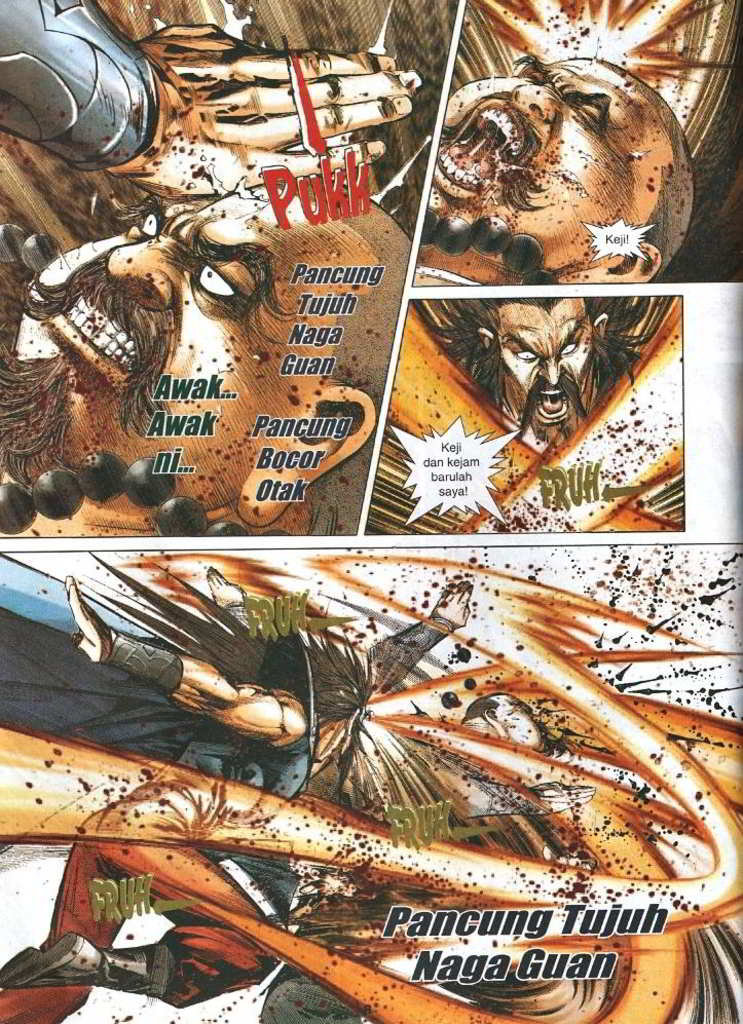 Pukk
Pancung
Tujuh
Naga
Guan
Awak...
Awak
ni...
Pancung
Bocor
Otak
Keji!
Keji
dan kejam
barulah
saya!
FRUH
FRUH
FRUH
FRUH
Pancung Tujuh
Naga Guan